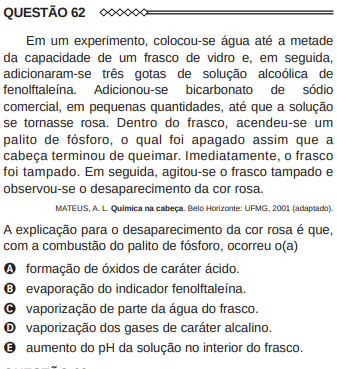 QUESTÃO 62
Em um experimento, colocou-se água até a metade
da capacidade de um frasco de vidro e, em seguida,
adicionaram-se três gotas de solução alcoólica de
fenolftaleína. Adicionou-se bicarbonato de sódio
comercial, em pequenas quantidades, até que a solução
se tornasse rosa. Dentro do frasco, acendeu-se um
palito de fósforo, o qual foi apagado assim que a
cabeça terminou de queimar. Imediatamente, o frasco
foi tampado. Em seguida, agitou-se o frasco tampado e
observou-se o desaparecimento da cor rosa.
MATEUS, A. L. Química na cabeça. Belo Horizonte: UFMG, 2001 (adaptado).
A explicação para o desaparecimento da cor rosa é que,
com a combustão do palito de fósforo, ocorreu o(a)
A formação de óxidos de caráter ácido.
B evaporação do indicador fenolftaleína.
C vaporização de parte da água do frasco.
D vaporização dos gases de caráter alcalino.
E aumento do pH da solução no interior do frasco.